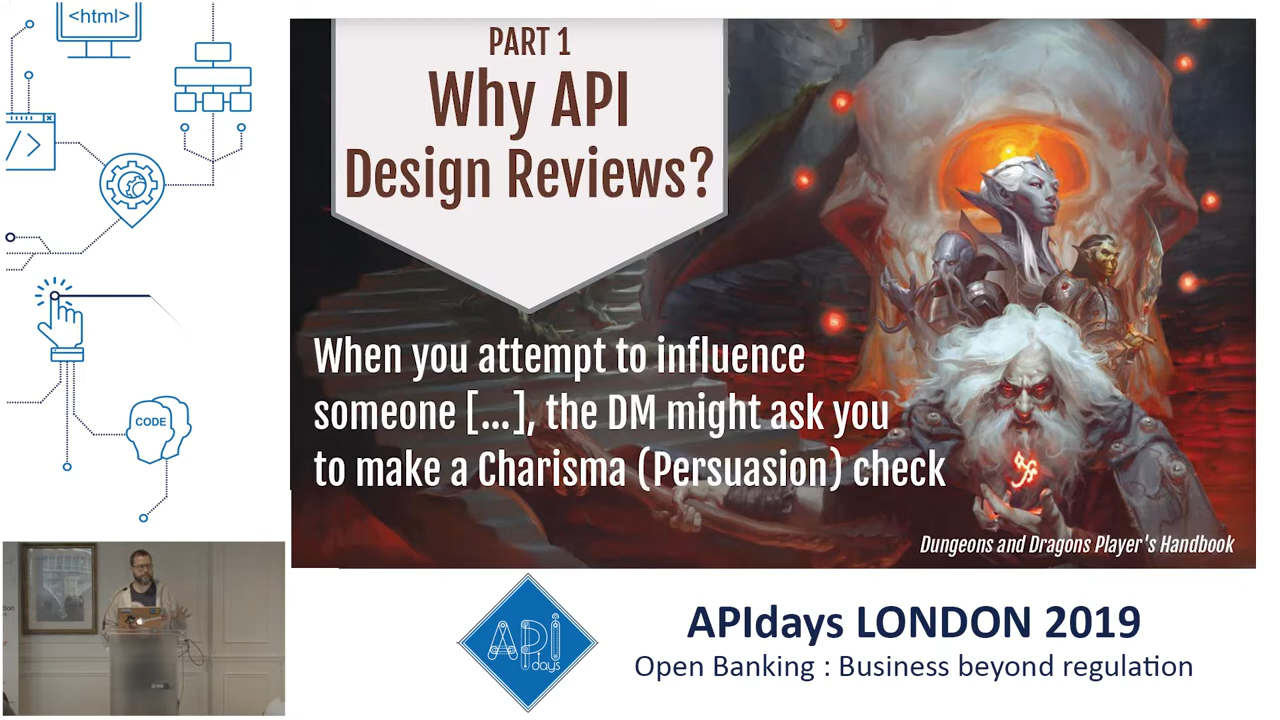 <html>
</>
CODE
PART 1
Why API
Design Reviews?
When you attempt to influence
someone [...], the DM might ask you
to make a Charisma (Persuasion) check
Dungeons and Dragons Player's Handbook
API
days
APIdays LONDON 2019
Open Banking : Business beyond regulation